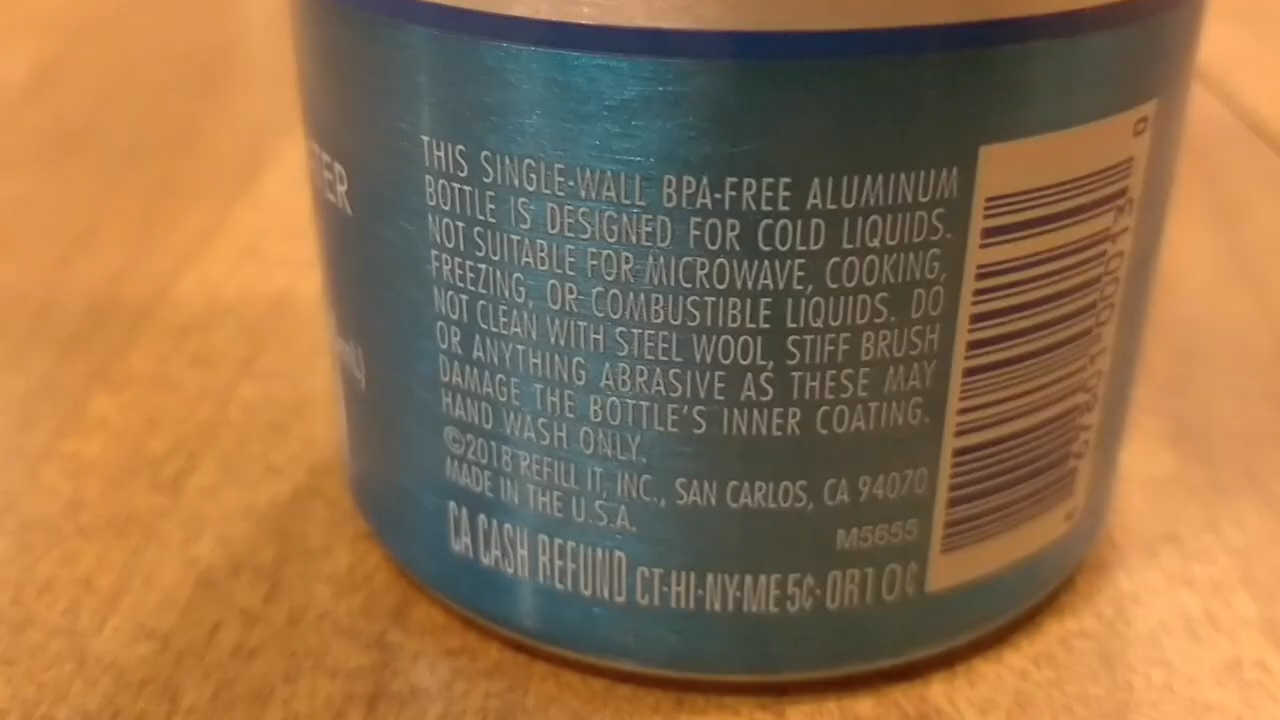 THIS SINGLE-WALL BPA-FREE ALUMINUM
BOTTLE IS DESIGNED FOR COLD LIQUIDS.
NOT SUITABLE FOR MICROWAVE, COOKING,
FREEZING, OR COMBUSTIBLE LIQUIDS. DO
NOT CLEAN WITH STEEL WOOL, STIFF BRUSH
OR ANYTHING ABRASIVE AS THESE MAY
DAMAGE THE BOTTLE'S INNER COATING.
HAND WASH ONLY.
©2018 REFILL IT, INC., SAN CARLOS, CA 94070
MADE IN THE U.S.A.
M5655
CA CASH REFUND CT·HI·NY·ME 5¢·OR10¢